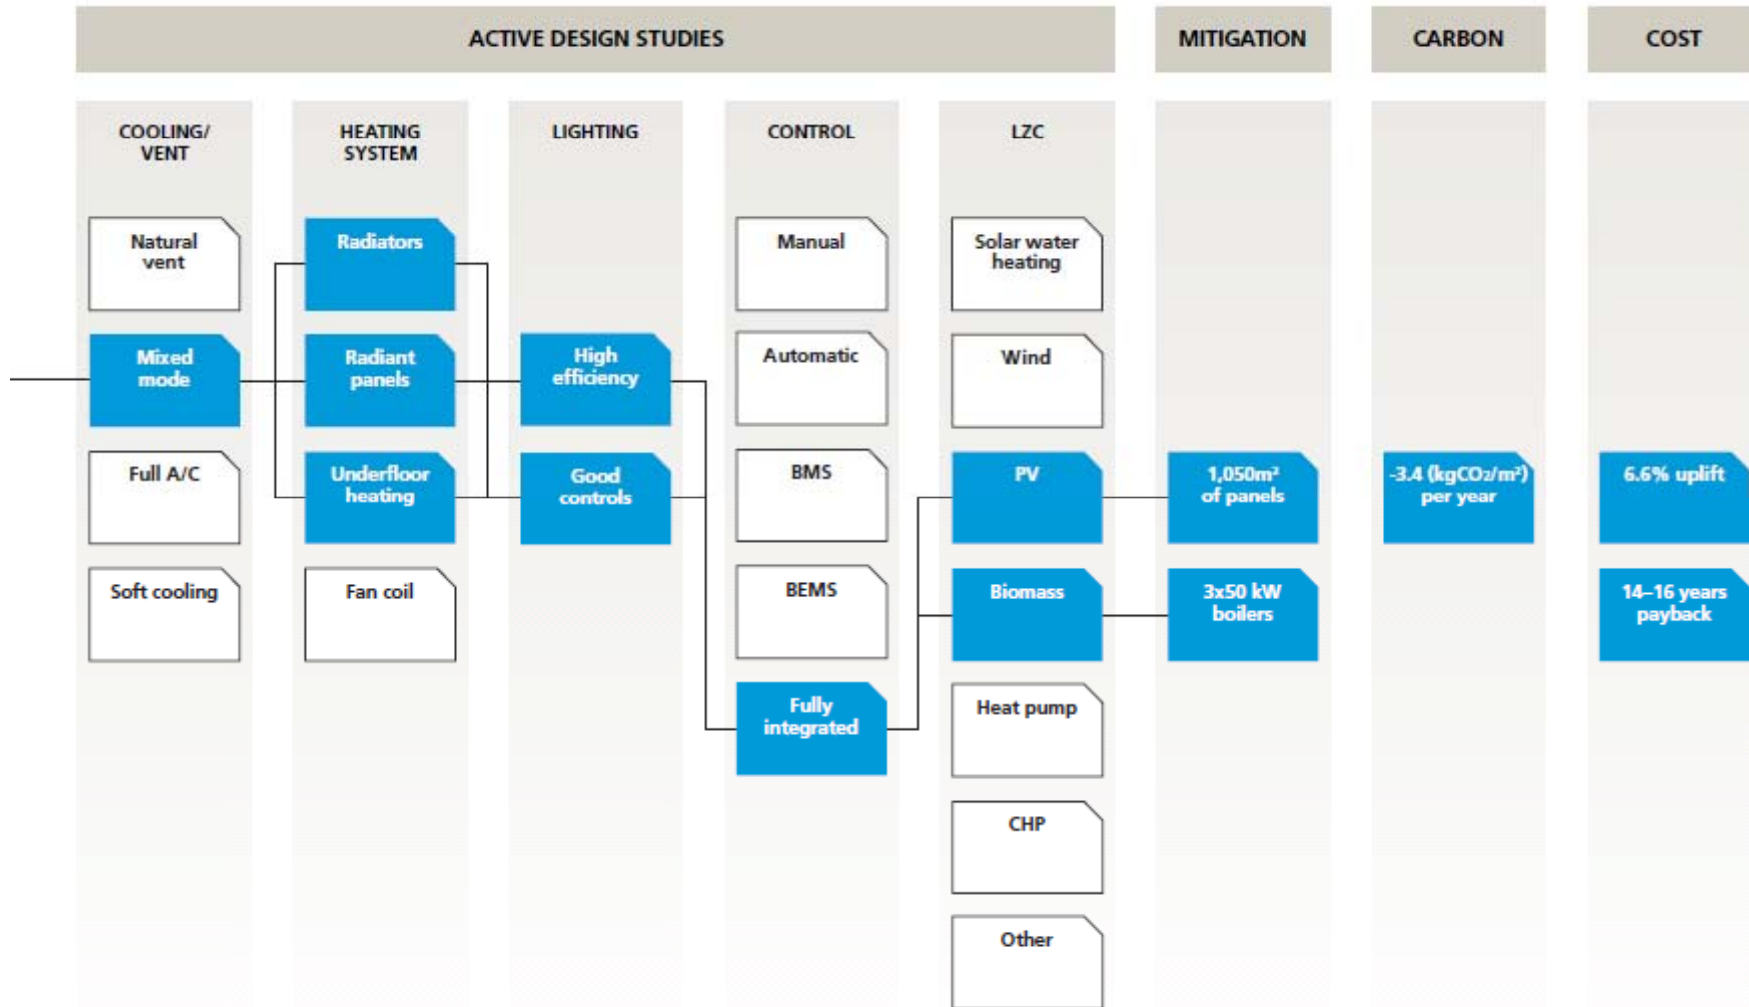 ACTIVE DESIGN STUDIES
MITIGATION
CARBON
COST
COOLING/
VENT
HEATING
SYSTEM
LIGHTING
CONTROL
LZC
Natural
vent
Mixed
mode
Full A/C
Soft cooling
Radiators
Radiant
panels
Underfloor
heating
Fan coil
High
efficiency
Good
controls
Manual
Automatic
BMS
BEMS
Fully
integrated
Solar water
heating
Wind
PV
Biomass
Heat pump
CHP
Other
1,050m²
of panels
3x50 kW
boilers
-3.4 (kgCO₂/m²)
per year
6.6% uplift
14–16 years
payback